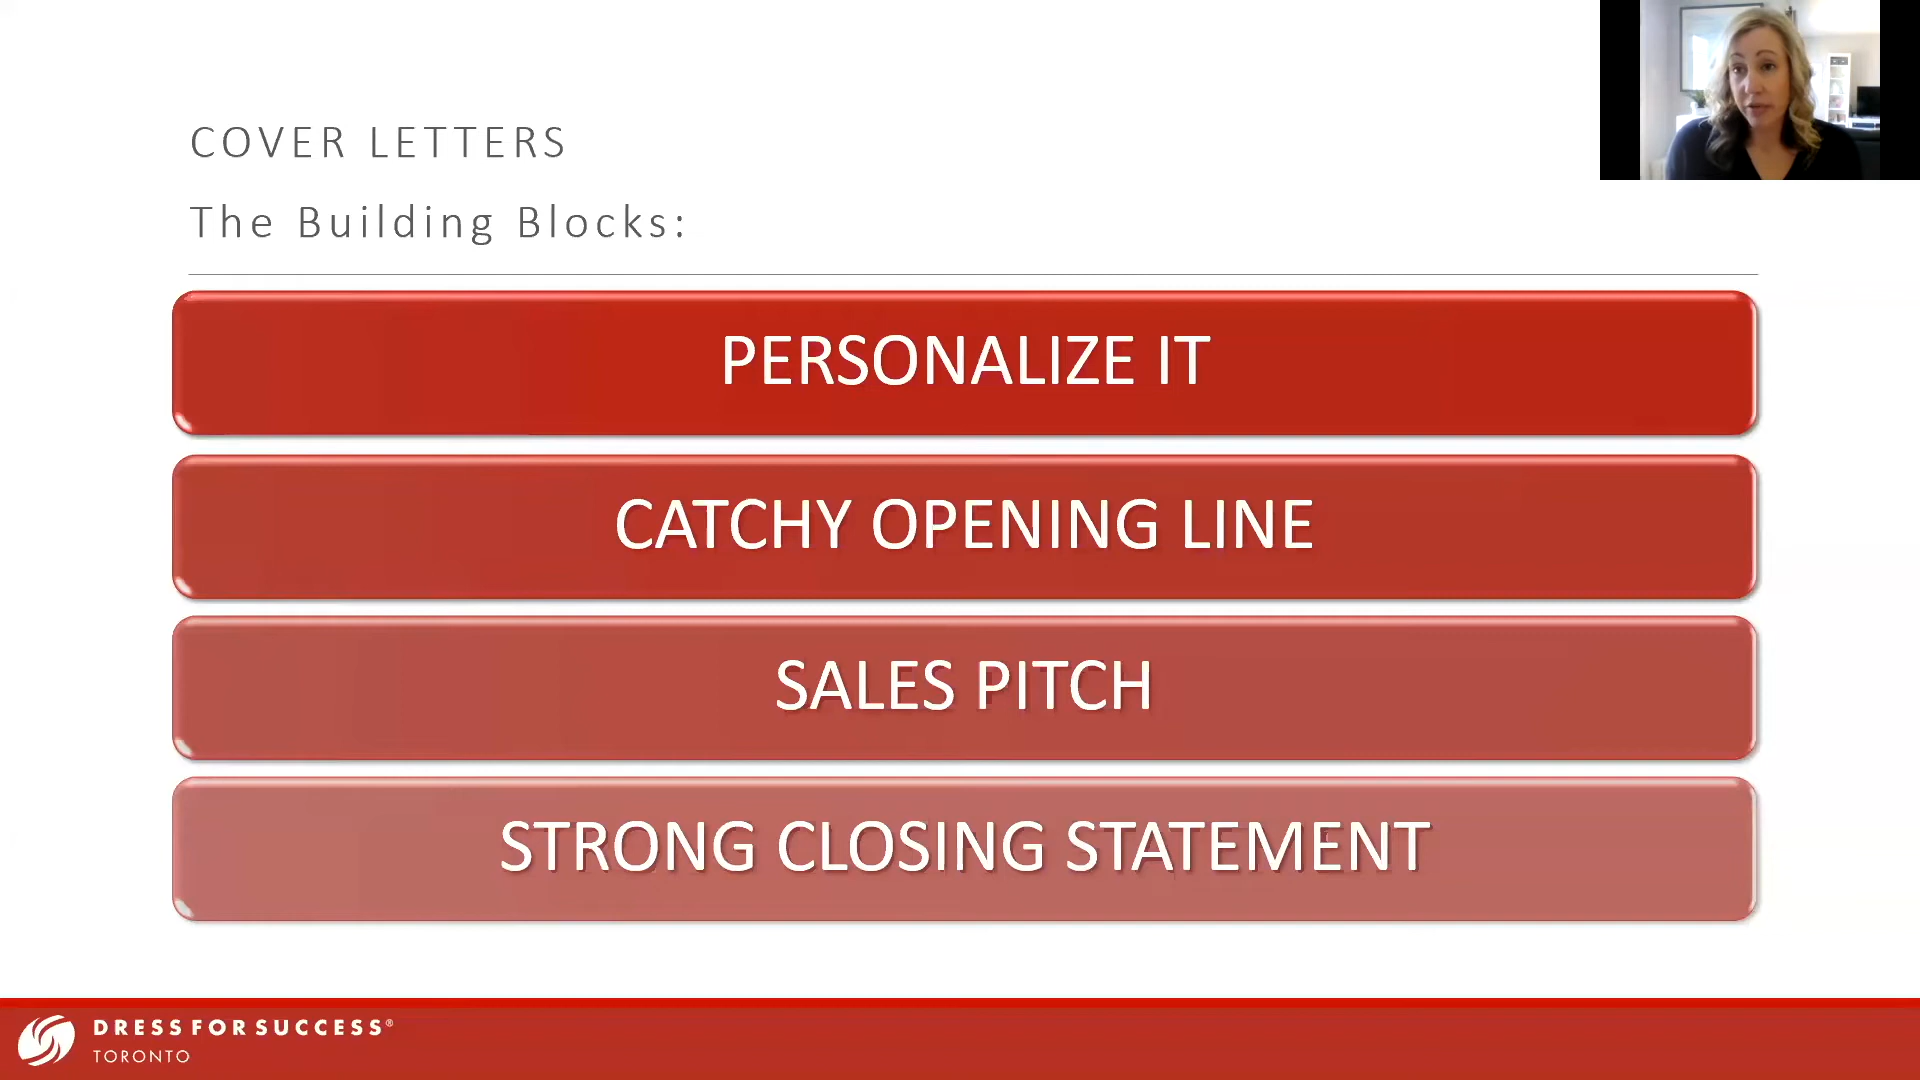 COVER LETTERS
The Building Blocks:
PERSONALIZE IT
CATCHY OPENING LINE
SALES PITCH
STRONG CLOSING STATEMENT
DRESS FOR SUCCESS®
TORONTO